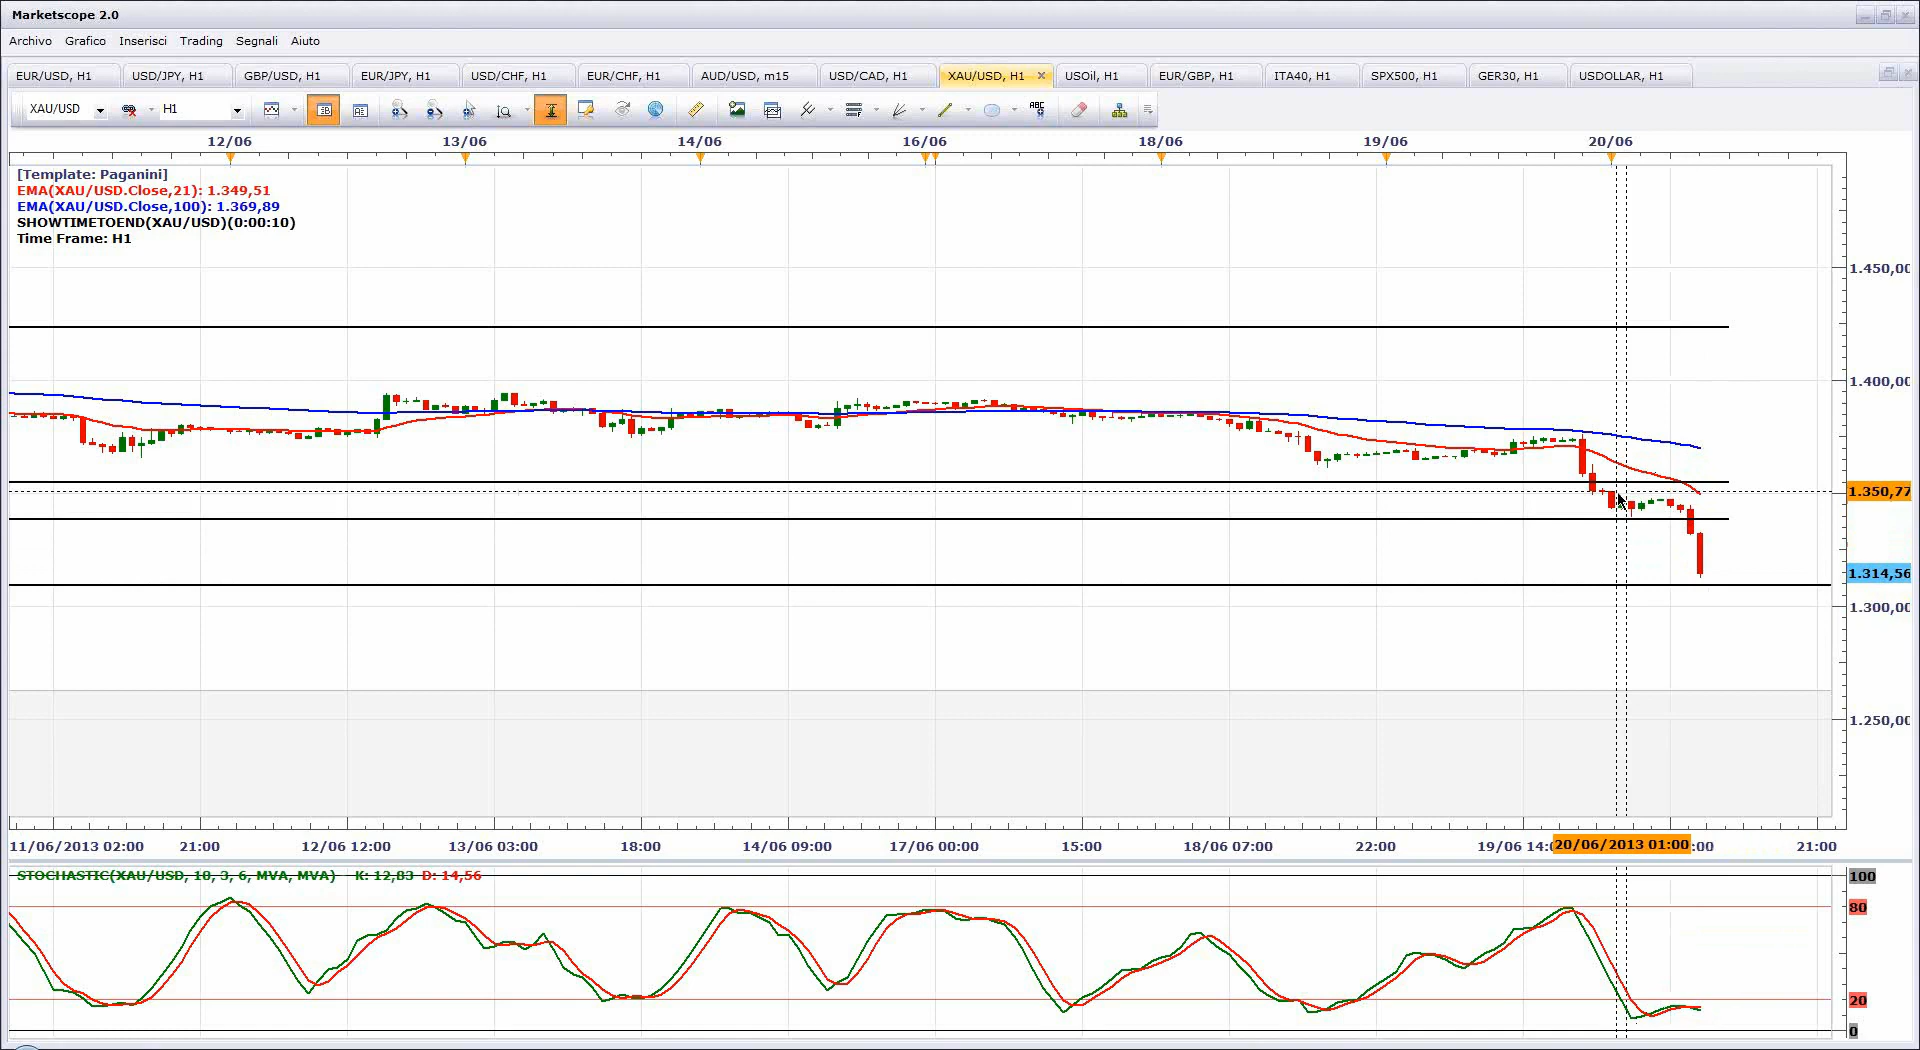 Marketscope 2.0
Archivo Grafico Inserisci Trading Segnali Aiuto
EUR/USD, H1 USD/JPY, H1 GBP/USD, H1 EUR/JPY, H1 USD/CHF, H1 EUR/CHF, H1 AUD/USD, m15 USD/CAD, H1 XAU/USD, H1 USOil, H1 EUR/GBP, H1 ITA40, H1 SPX500, H1 GER30, H1 USDOLLAR, H1
XAU/USD H1 ABC
12/06 13/06 14/06 16/06 18/06 19/06 20/06
[Template: Paganini]
EMA(XAU/USD.Close,21): 1.349,51
EMA(XAU/USD.Close,100): 1.369,89
SHOWTIMETOEND(XAU/USD)(0:00:10)
Time Frame: H1
1.450,00
1.400,00
1.350,77
1.314,56
1.300,00
1.250,00
11/06/2013 02:00 21:00 12/06 12:00 13/06 03:00 18:00 14/06 09:00 17/06 00:00 15:00 18/06 07:00 22:00 19/06 14: 20/06/2013 01:00 :00 21:00
STOCHASTIC(XAU/USD, 10, 3, 6, MVA, MVA) K: 12,83 D: 14,56
100
80
20
0